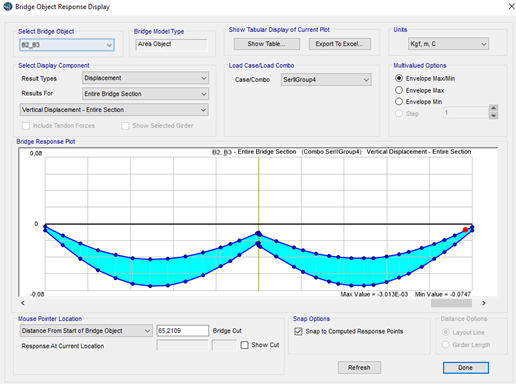 Bridge Object Response Display
Select Bridge Object
B2_B3
Bridge Model Type
Area Object
Show Tabular Display of Current Plot
Show Table...
Export To Excel...
Units
Kgf, m, C
Select Display Component
Result Types
Displacement
Results For
Entire Bridge Section
Vertical Displacement - Entire Section
Include Tendon Forces
Show Selected Girder
Load Case/Load Combo
Case/Combo
SerIIGroup4
Multivalued Options
Envelope Max/Min
Envelope Max
Envelope Min
Step
1
Bridge Response Plot
0,08
B2_B3 - Entire Bridge Section (Combo SerIIGroup4) Vertical Displacement - Entire Section
0
-0.08
Max Value = -3.013E-03 Min Value = -0.0747
Mouse Pointer Location
Distance From Start of Bridge Object
65,2109
Bridge Cut
Response At Current Location
Show Cut
Snap Options
Snap to Computed Response Points
Distance Options
Layout Line
Girder Length
Refresh
Done